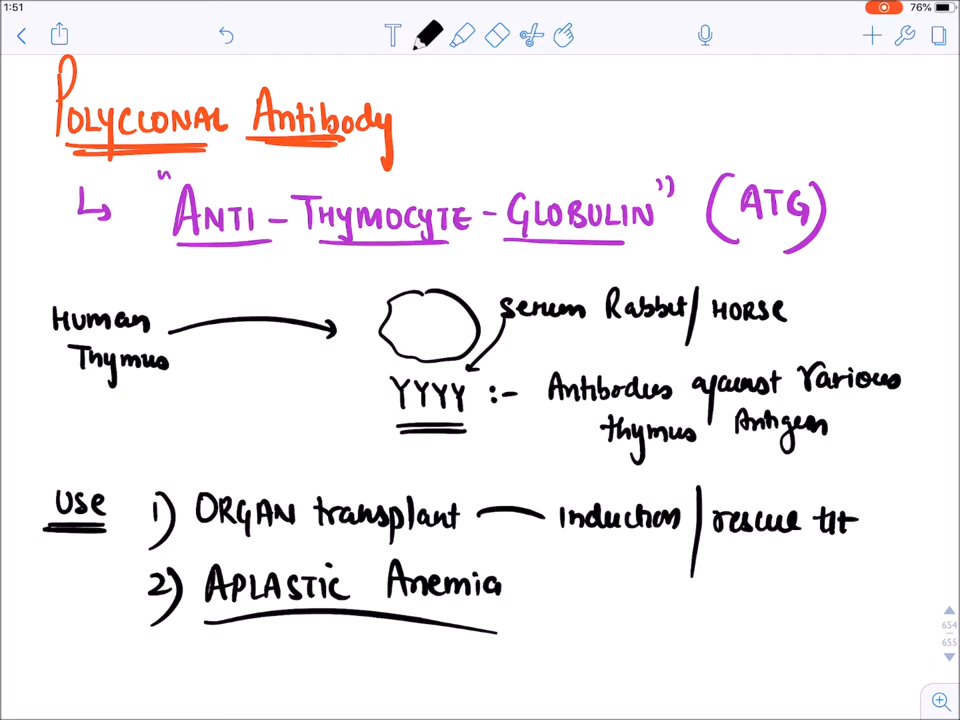 1:51
76%
T
POLYCLONAL Antibody
↳ "ANTI-THYMOCYTE-GLOBULIN" (ATG)
Human Thymus → serum Rabbit/HORSE
YYYY :- Antibodies against various thymus Antigen
Use 1) ORGAN transplant — induction/rescue ttt
2) APLASTIC Anemia
654
655